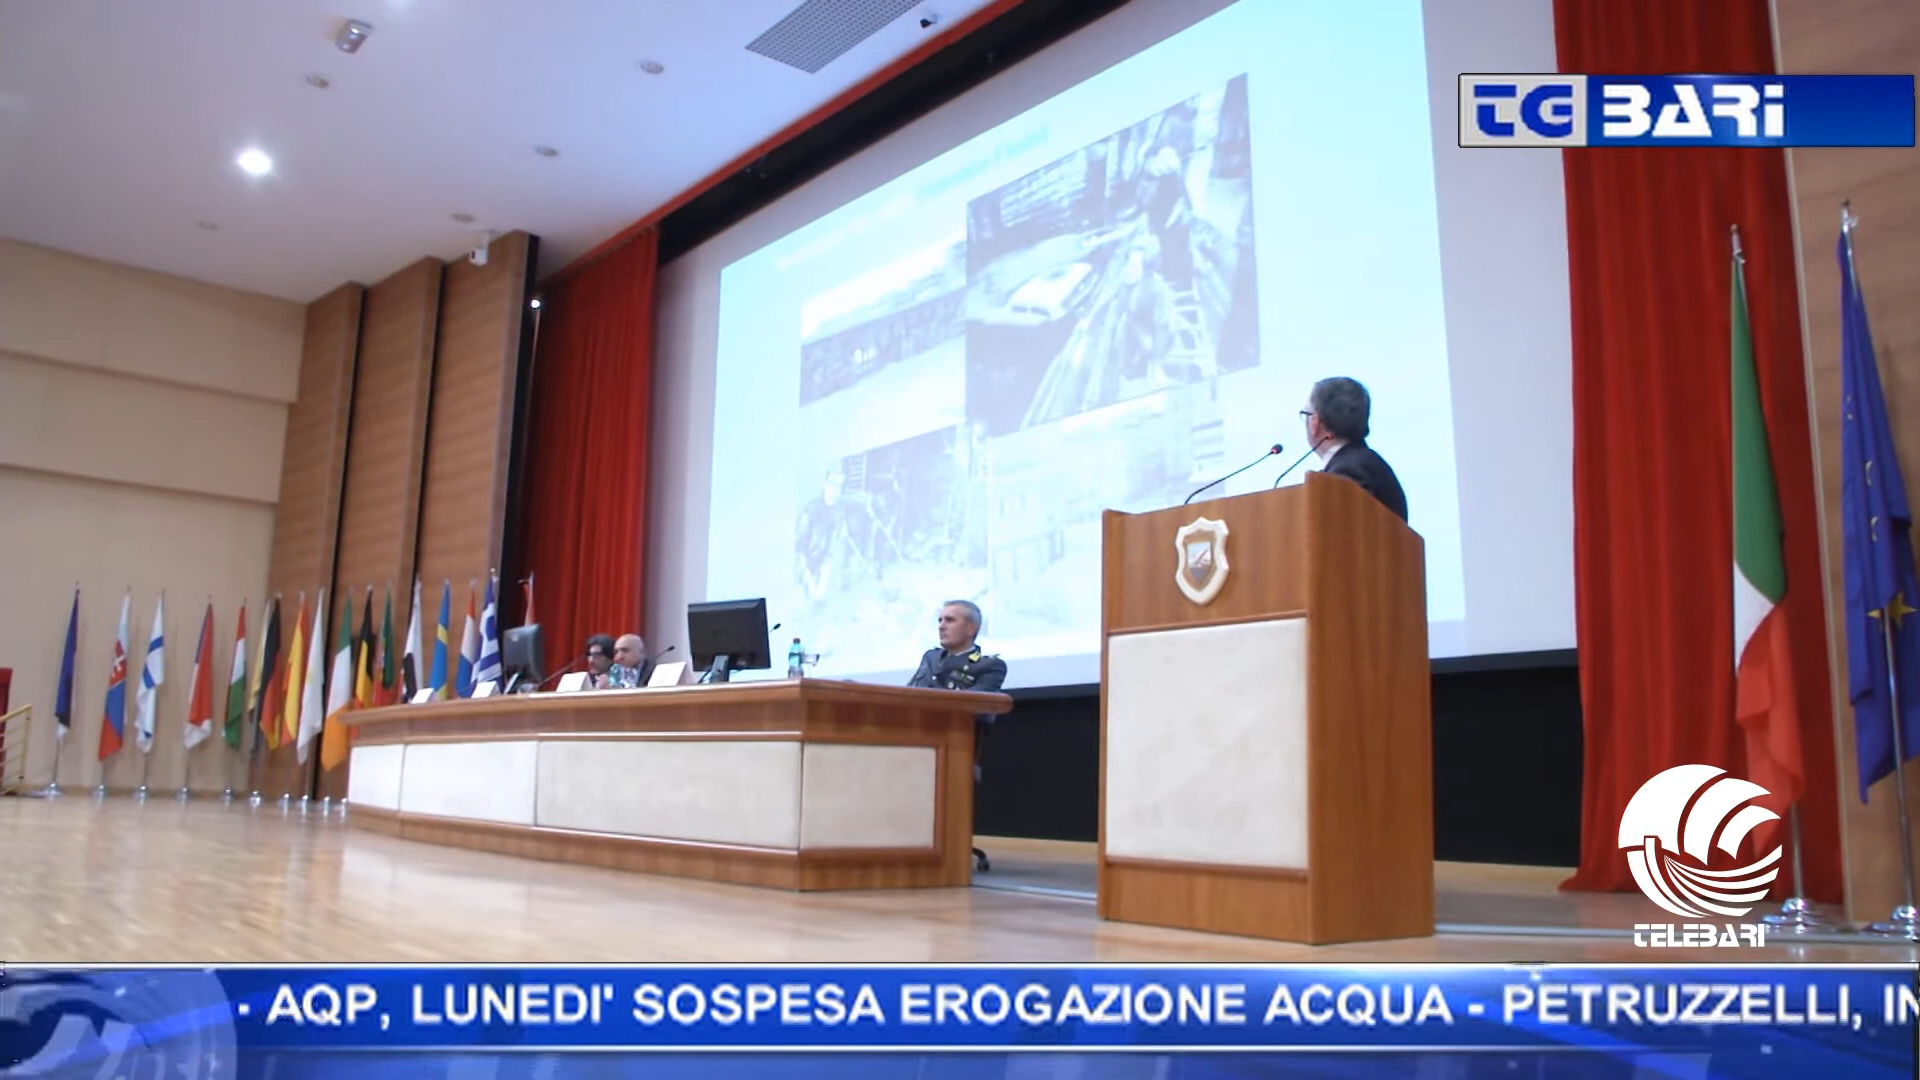 TG BARI
TELEBARI
- AQP, LUNEDI' SOSPESA EROGAZIONE ACQUA - PETRUZZELLI, IN